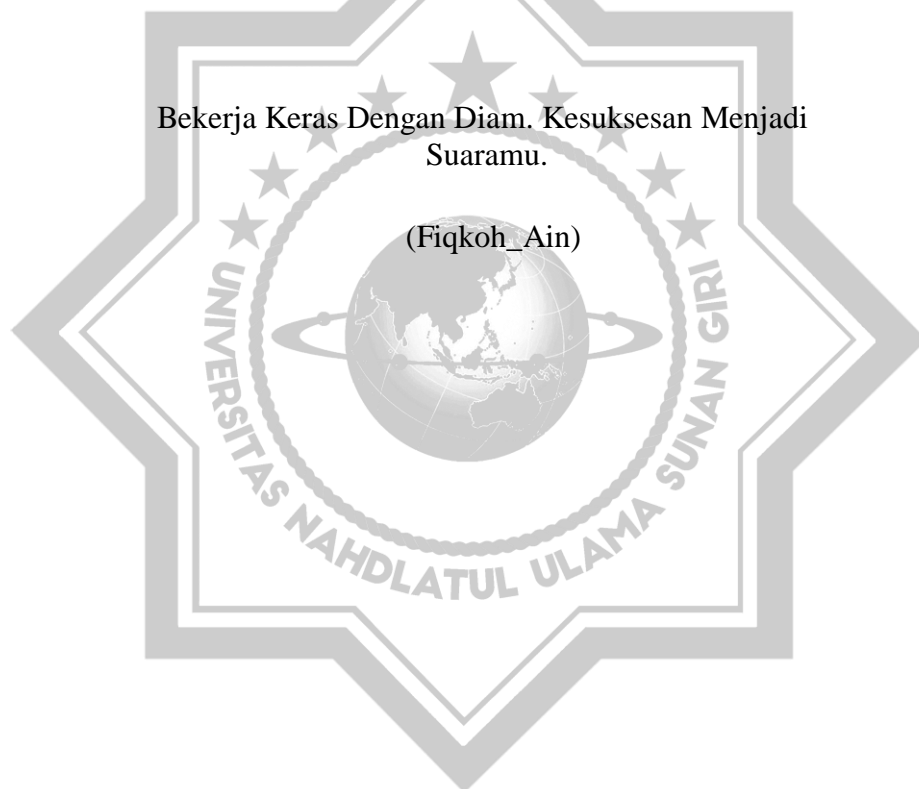 Bekerja Keras Dengan Diam. Kesuksesan Menjadi
Suaramu.
(Fiqkoh_Ain)
UNIVERSITAS NAHDLATUL ULAMA SUNAN GIRI